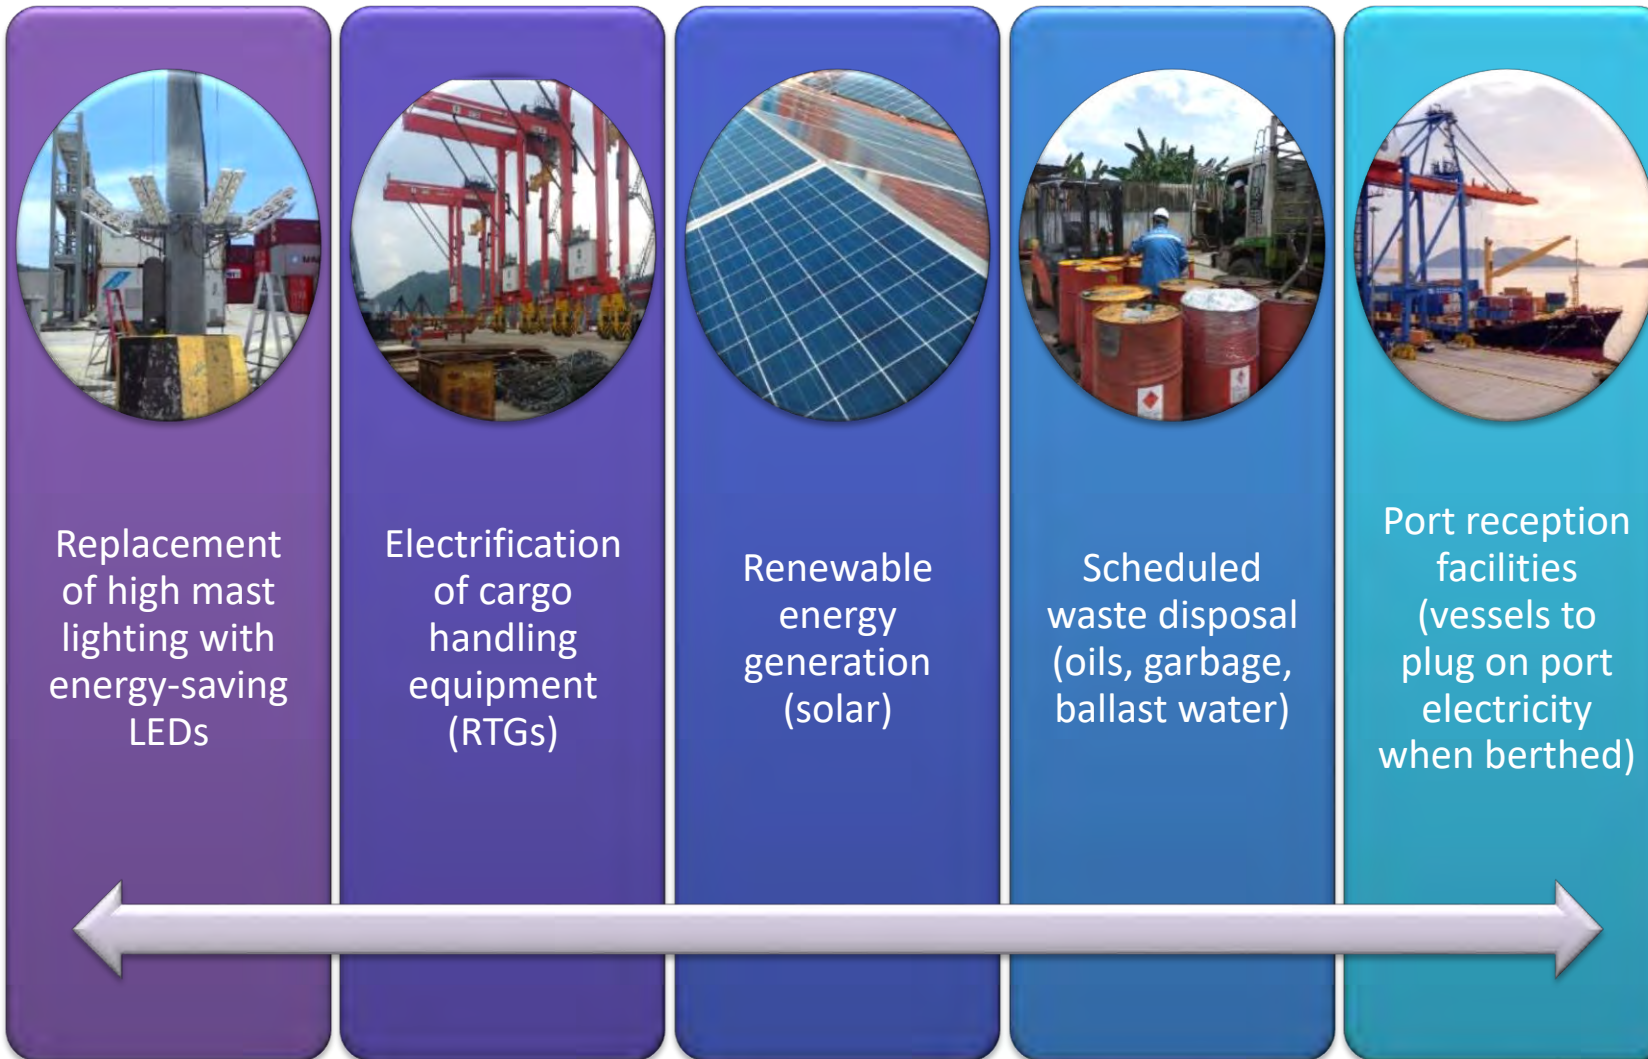 Replacement
of high mast
lighting with
energy-saving
LEDs
Electrification
of cargo
handling
equipment
(RTGs)
Renewable
energy
generation
(solar)
Scheduled
waste disposal
(oils, garbage,
ballast water)
Port reception
facilities
(vessels to
plug on port
electricity
when berthed)